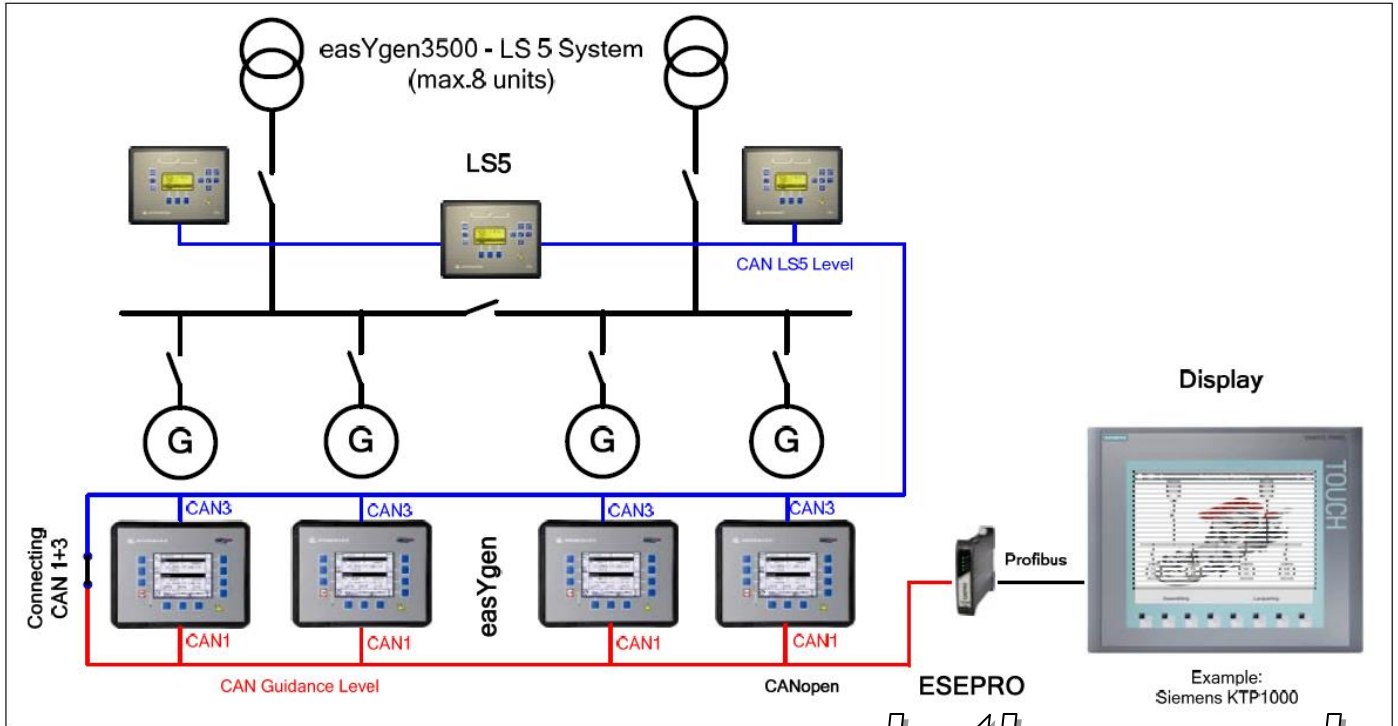 easYgen3500 - LS 5 System
(max.8 units)
LS5
CAN LS5 Level
G
G
G
G
Display
CAN3
CAN3
CAN3
CAN3
Connecting
CAN 1+3
easYgen
Profibus
SIEMENS
TOUCH
CAN1
CAN1
CAN1
CAN1
CAN Guidance Level
CANopen
ESEPRO
Example:
Siemens KTP1000